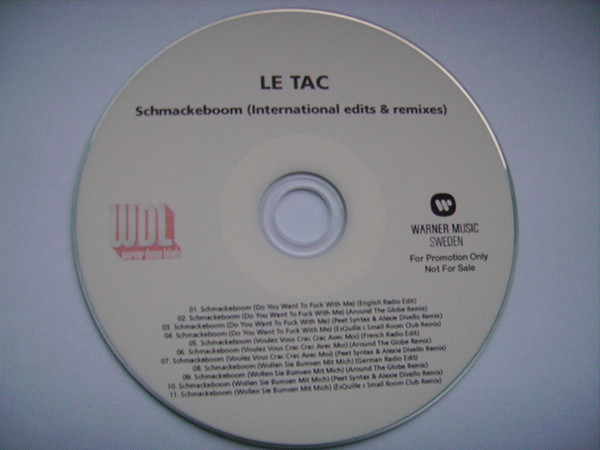 LE TAC
Schmackeboom (International edits & remixes)
WDL
WARNER MUSIC
SWEDEN
For Promotion Only
Not For Sale
01. Schmackeboom (Do You Want To Fuck With Me) (English Radio Edit)
02. Schmackeboom (Do You Want To Fuck With Me) (Around The Globe Remix)
03. Schmackeboom (Do You Want To Fuck With Me) (Peet Syntax & Alexie Divello Remix)
04. Schmackeboom (Do You Want To Fuck With Me) (EsQuille s Small Room Club Remix)
05. Schmackeboom (Voulez Vous Crac Crac Avec Moi) (French Radio Edit)
06. Schmackeboom (Voulez Vous Crac Crac Avec Moi) (Around The Globe Remix)
07. Schmackeboom (Voulez Vous Crac Crac Avec Moi) (Peet Syntax & Alexie Divello Remix)
08. Schmackeboom (Wollen Sie Bumsen Mit Mich) (German Radio Edit)
09. Schmackeboom (Wollen Sie Bumsen Mit Mich) (Around The Globe Remix)
10. Schmackeboom (Wollen Sie Bumsen Mit Mich) (Peet Syntax & Alexie Divello Remix)
11. Schmackeboom (Wollen Sie Bumsen Mit Mich) (EsQuille s Small Room Club Remix)